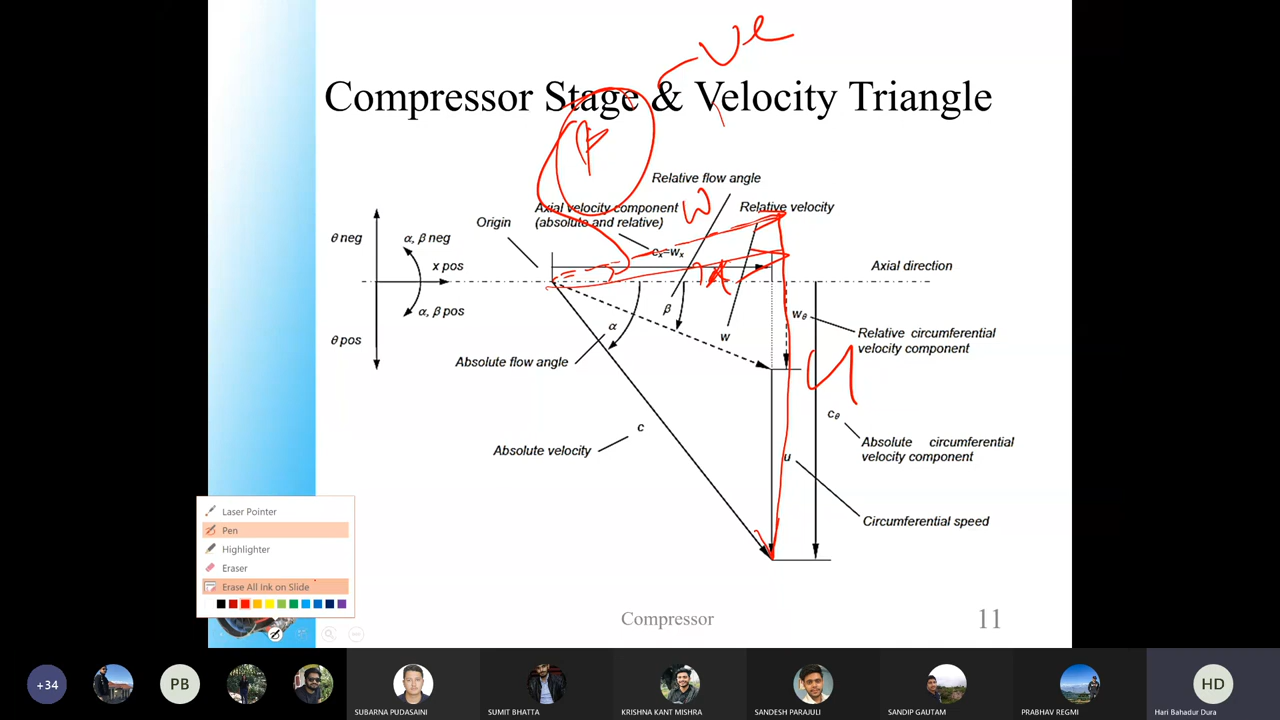 Ve
Compressor Stage & Velocity Triangle
Relative flow angle
Axial velocity component
(absolute and relative)
W
Relative velocity
Origin
θ neg
α, β neg
x pos
cx=wx
Axial direction
α, β pos
θ pos
α
β
w
wθ
Relative circumferential
velocity component
Absolute flow angle
cθ
c
Absolute circumferential
velocity component
Absolute velocity
u
Circumferential speed
Laser Pointer
Pen
Highlighter
Eraser
Erase All Ink on Slide
Compressor
11
+34
PB
HD
SUBARNA PUDASAINI
SUMIT BHATTA
KRISHNA KANT MISHRA
SANDESH PARAJULI
SANDIP GAUTAM
PRABHAV REGMI
Hari Bahadur Dura